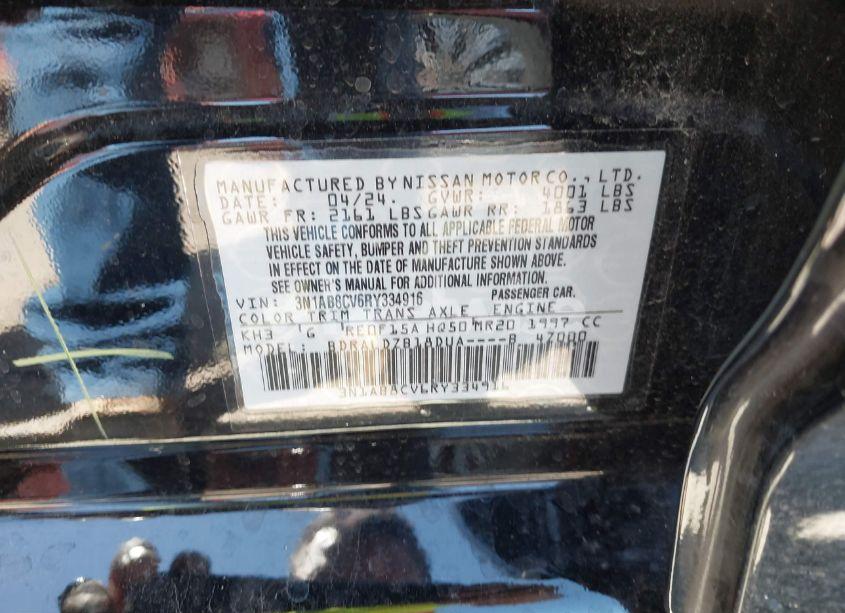 MANUFACTURED BY NISSAN MOTOR CO., LTD.
DATE: 04/24. GVWR: 4001 LBS
GAWR FR: 2161 LBS GAWR RR: 1863 LBS
THIS VEHICLE CONFORMS TO ALL APPLICABLE FEDERAL MOTOR
VEHICLE SAFETY, BUMPER AND THEFT PREVENTION STANDARDS
IN EFFECT ON THE DATE OF MANUFACTURE SHOWN ABOVE.
SEE OWNER'S MANUAL FOR ADDITIONAL INFORMATION.
VIN: 3N1AB8CV6RY334916 PASSENGER CAR.
COLOR TRIM TRANS AXLE ENGINE
KH3 G RE0F15A HQ50 MR20 1997 CC
MODEL: 47000